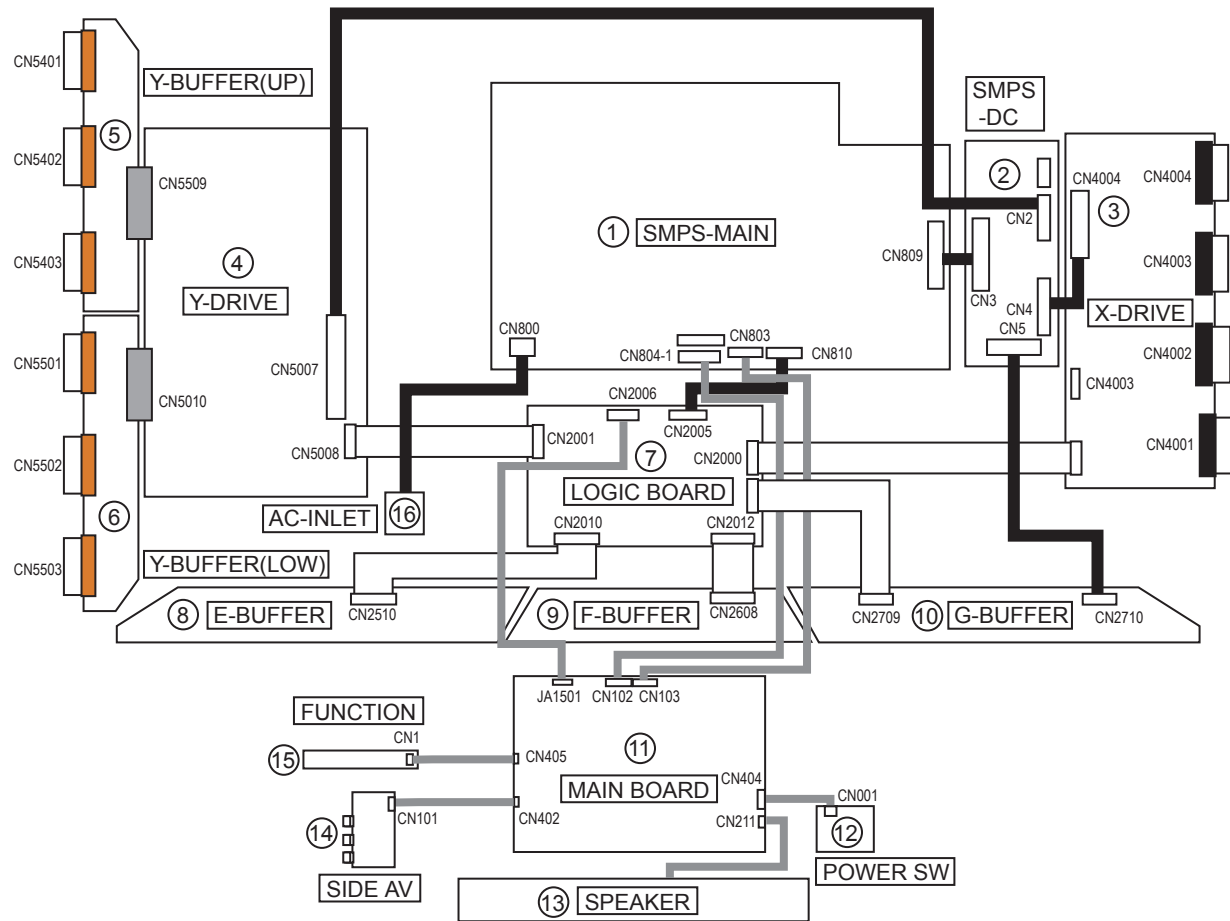 CN5401
Y-BUFFER(UP)
SMPS
-DC
5
CN5402
CN5509
2
CN4004
CN4004
CN2
3
1
SMPS-MAIN
4
Y-DRIVE
CN5403
CN809
CN4003
CN3
CN4
X-DRIVE
CN800
CN803
CN5
CN804-1
CN810
CN5501
CN5007
CN4002
CN5010
CN2006
CN4003
CN2005
CN5008
CN2001
7
CN2000
CN4001
CN5502
LOGIC BOARD
6
AC-INLET
16
CN2010
CN2012
CN5503
Y-BUFFER(LOW)
8
E-BUFFER
CN2510
9
F-BUFFER
CN2608
CN2709
10
G-BUFFER
CN2710
JA1501
CN102
CN103
FUNCTION
CN1
15
CN405
11
MAIN BOARD
CN404
CN001
CN101
CN402
CN211
14
12
SIDE AV
POWER SW
13
SPEAKER